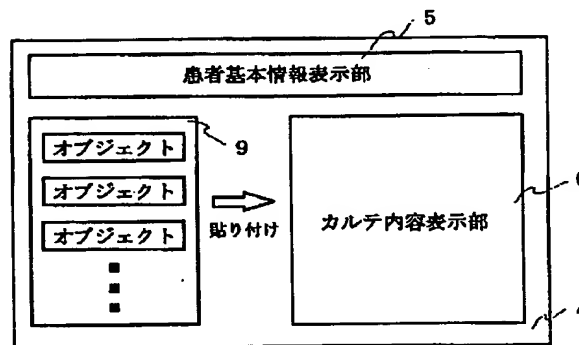 5
患者基本情報表示部
9
オブジェクト
オブジェクト
オブジェクト
貼り付け
カルテ内容表示部